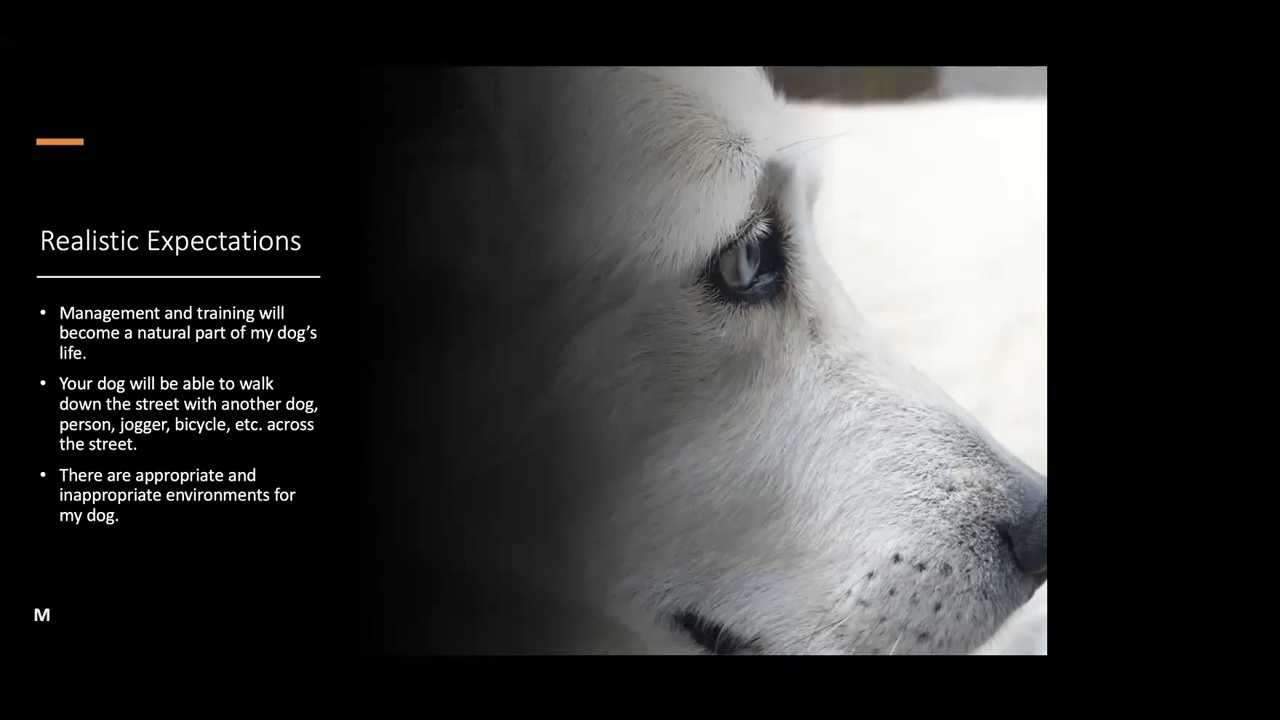 Realistic Expectations
• Management and training will
become a natural part of my dog’s
life.
• Your dog will be able to walk
down the street with another dog,
person, jogger, bicycle, etc. across
the street.
• There are appropriate and
inappropriate environments for
my dog.
M